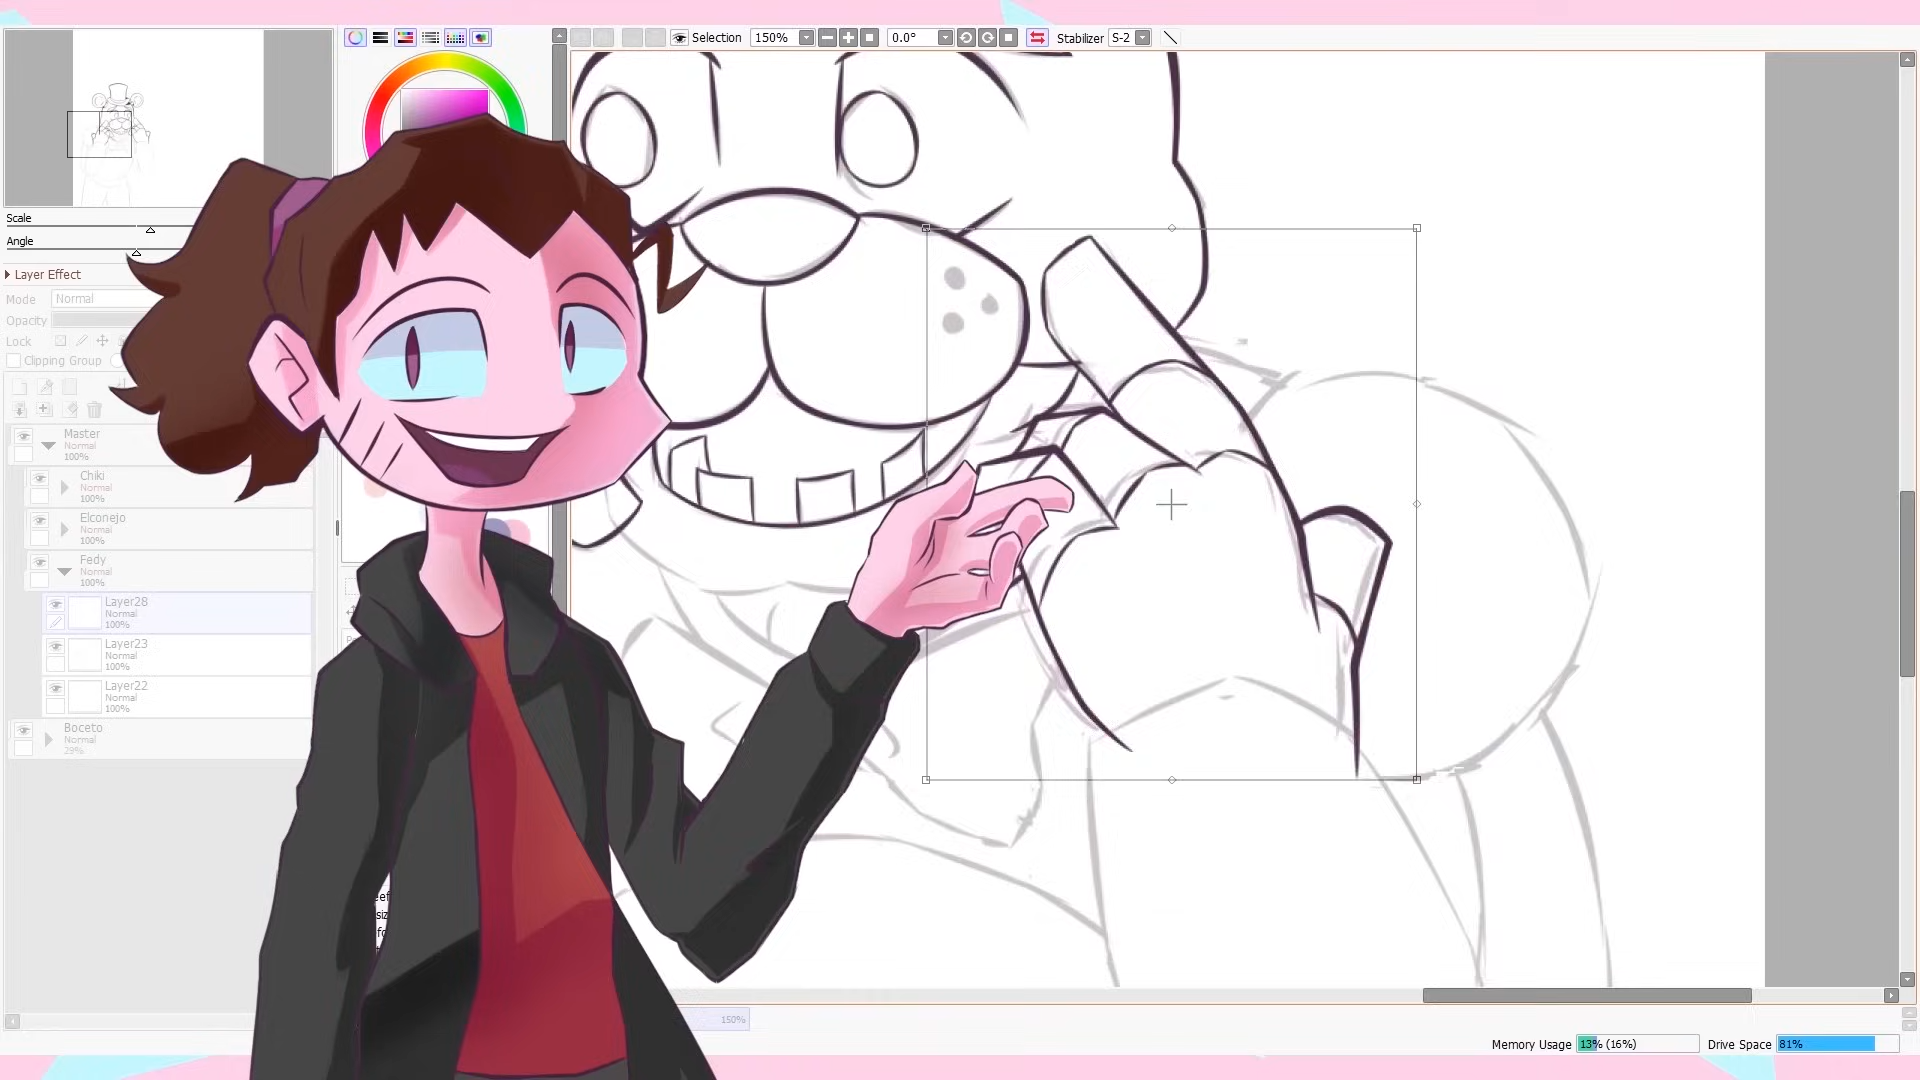 Selection 150% 0.0° Stabilizer S-2
Scale
Angle
Layer Effect
Mode Normal
Opacity
Lock
Clipping Group
Master
Normal
100%
Chiki
Normal
100%
Elconejo
Normal
100%
Fedy
Normal
100%
Layer28
Normal
100%
Layer23
Normal
100%
Layer22
Normal
100%
Boceto
Normal
29%
150%
Memory Usage 13% (16%) Drive Space 81%